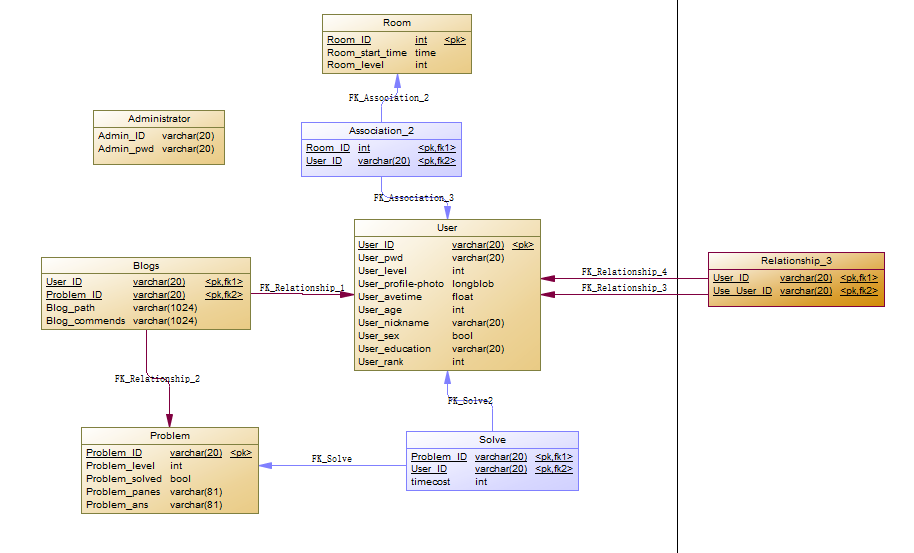 Room
Room_ID int <pk>
Room_start_time time
Room_level int
FK_Association_2
Administrator
Admin_ID varchar(20)
Admin_pwd varchar(20)
Association_2
Room_ID int <pk,fk1>
User_ID varchar(20) <pk,fk2>
FK_Association_3
User
User_ID varchar(20) <pk>
User_pwd varchar(20)
User_level int
User_profile-photo longblob
User_avetime float
User_age int
User_nickname varchar(20)
User_sex bool
User_education varchar(20)
User_rank int
Blogs
User_ID varchar(20) <pk,fk1>
Problem_ID varchar(20) <pk,fk2>
Blog_path varchar(1024)
Blog_commends varchar(1024)
FK_Relationship_1
FK_Relationship_4
FK_Relationship_3
Relationship_3
User_ID varchar(20) <pk,fk1>
Use_User_ID varchar(20) <pk,fk2>
FK_Relationship_2
FK_Solve2
Problem
Problem_ID varchar(20) <pk>
Problem_level int
Problem_solved bool
Problem_panes varchar(81)
Problem_ans varchar(81)
FK_Solve
Solve
Problem_ID varchar(20) <pk,fk1>
User_ID varchar(20) <pk,fk2>
timecost int